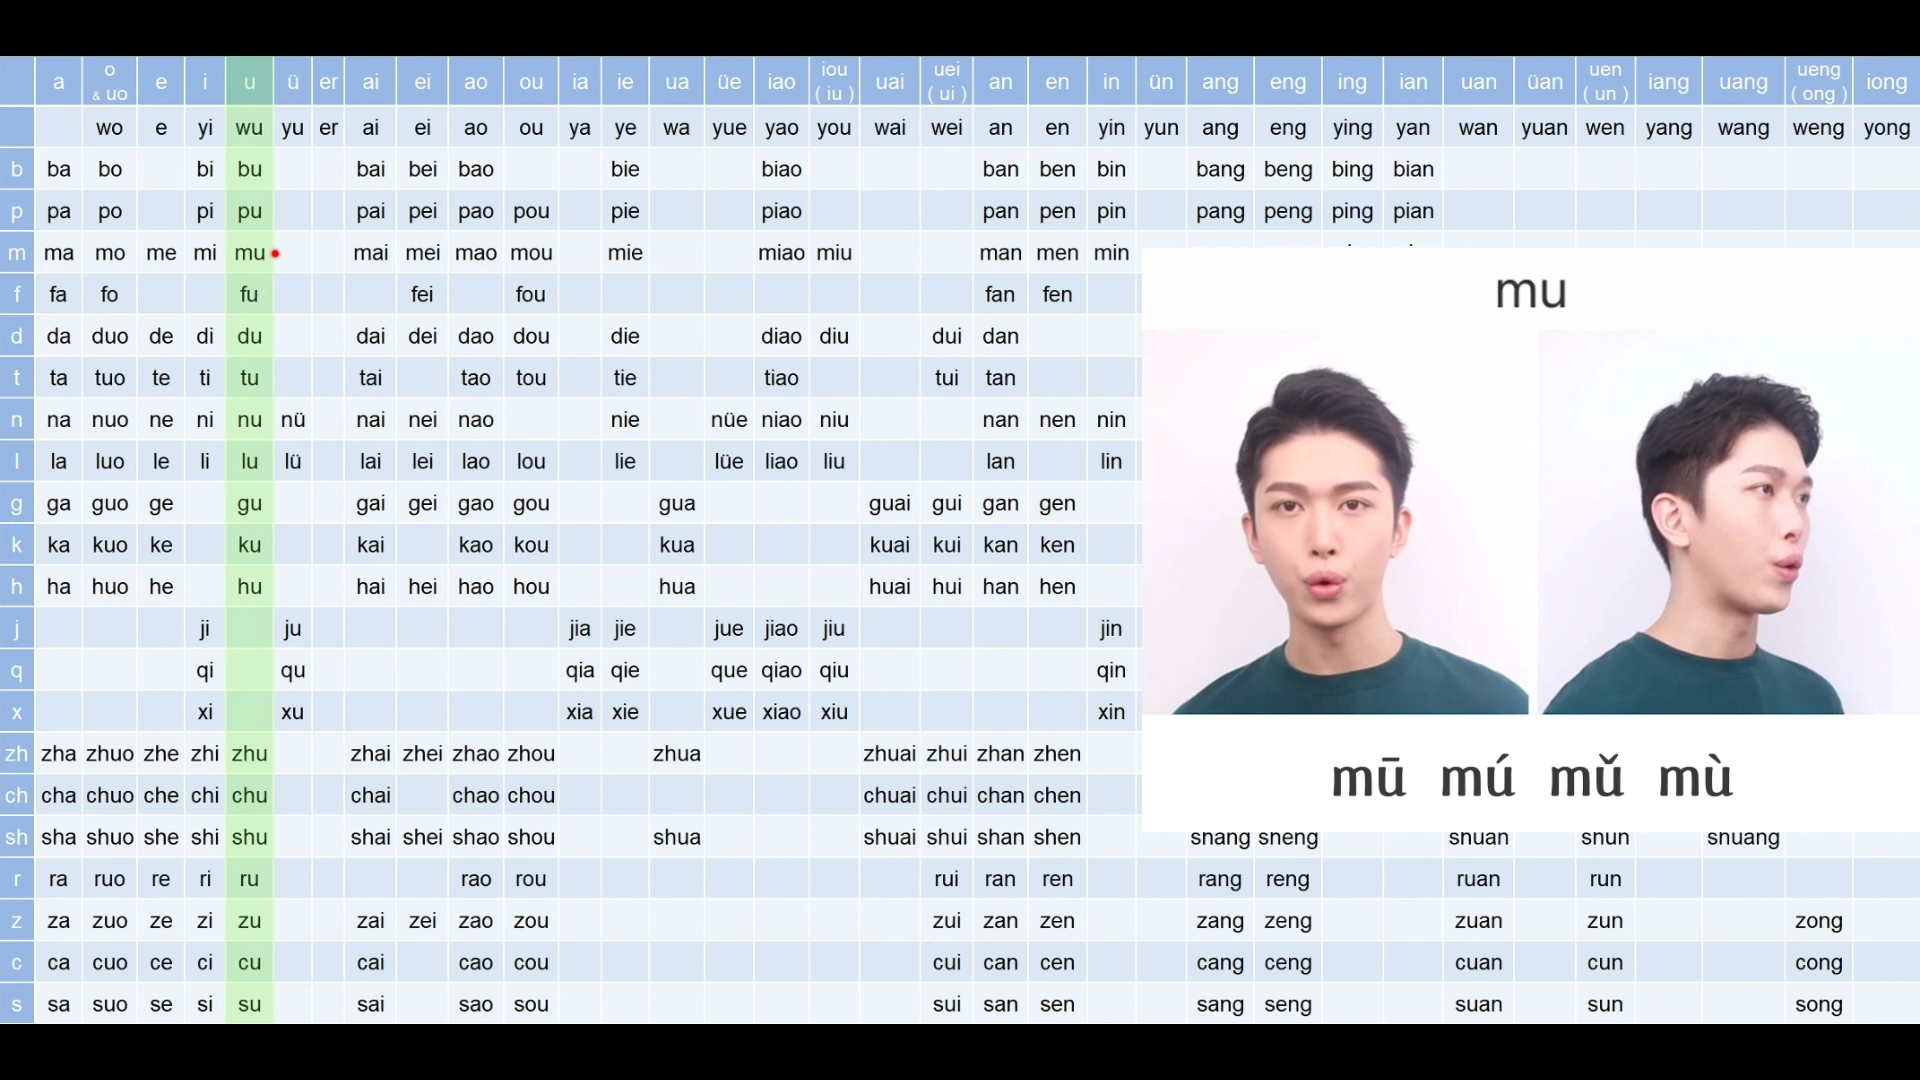 a o & uo e i u ü er ai ei ao ou ia ie ua üe iao iou ( iu ) uai uei ( ui ) an en in ün ang eng ing ian uan üan uen ( un ) iang uang ueng ( ong ) iong
wo e yi wu yu er ai ei ao ou ya ye wa yue yao you wai wei an en yin yun ang eng ying yan wan yuan wen yang wang weng yong
b ba bo bi bu bai bei bao bie biao ban ben bin bang beng bing bian
p pa po pi pu pai pei pao pou pie piao pan pen pin pang peng ping pian
m ma mo me mi mu mai mei mao mou mie miao miu man men min
f fa fo fu fei fou fan fen
d da duo de di du dai dei dao dou die diao diu dui dan
t ta tuo te ti tu tai tao tou tie tiao tui tan
n na nuo ne ni nu nü nai nei nao nie nüe niao niu nan nen nin
l la luo le li lu lü lai lei lao lou lie lüe liao liu lan lin
g ga guo ge gu gai gei gao gou gua guai gui gan gen
k ka kuo ke ku kai kao kou kua kuai kui kan ken
h ha huo he hu hai hei hao hou hua huai hui han hen
j ji ju jia jie jue jiao jiu jin
q qi qu qia qie que qiao qiu qin
x xi xu xia xie xue xiao xiu xin
zh zha zhuo zhe zhi zhu zhai zhei zhao zhou zhua zhuai zhui zhan zhen
ch cha chuo che chi chu chai chao chou chuai chui chan chen
sh sha shuo she shi shu shai shei shao shou shua shuai shui shan shen shang sheng shuan shun shuang
r ra ruo re ri ru rao rou rui ran ren rang reng ruan run
z za zuo ze zi zu zai zei zao zou zui zan zen zang zeng zuan zun zong
c ca cuo ce ci cu cai cao cou cui can cen cang ceng cuan cun cong
s sa suo se si su sai sao sou sui san sen sang seng suan sun song
mu
mū mú mǔ mù